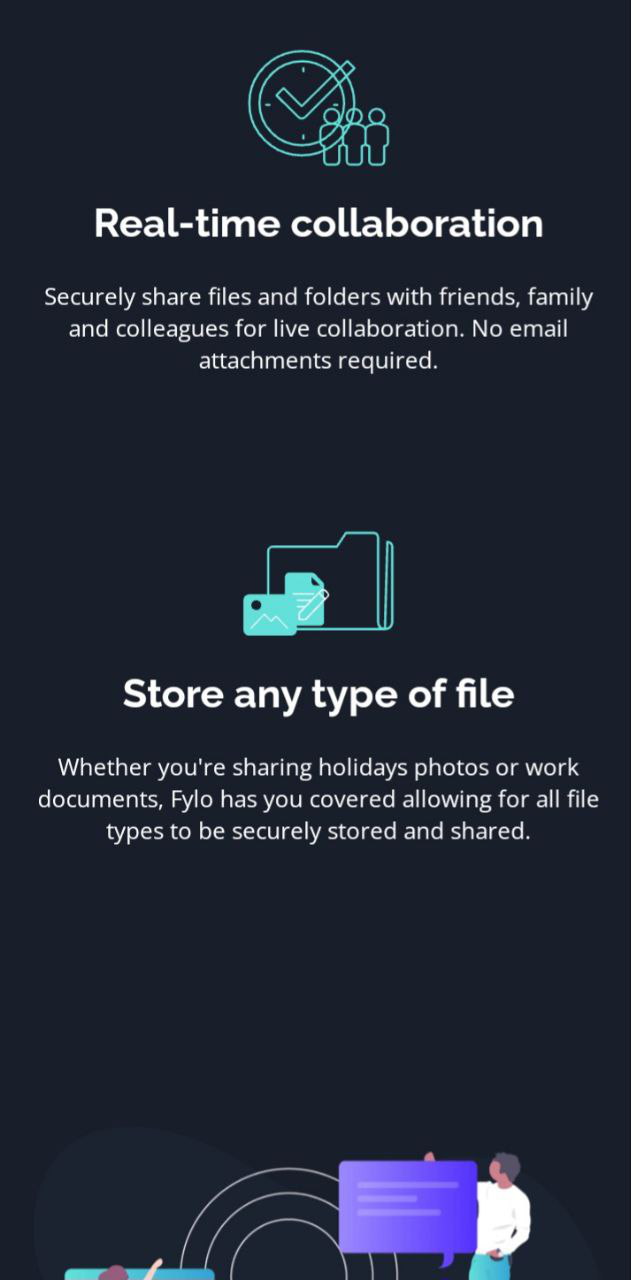 Real-time collaboration
Securely share files and folders with friends, family
and colleagues for live collaboration. No email
attachments required.
Store any type of file
Whether you're sharing holidays photos or work
documents, Fylo has you covered allowing for all file
types to be securely stored and shared.